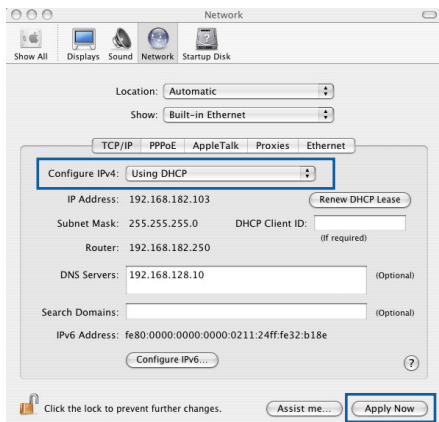 Network
Show All Displays Sound Network Startup Disk
Location: Automatic
Show: Built-in Ethernet
TCP/IP PPPoE AppleTalk Proxies Ethernet
Configure IPv4: Using DHCP
IP Address: 192.168.182.103 Renew DHCP Lease
Subnet Mask: 255.255.255.0 DHCP Client ID:
(If required)
Router: 192.168.182.250
DNS Servers: 192.168.128.10 (Optional)
Search Domains: (Optional)
IPv6 Address: fe80:0000:0000:0000:0211:24ff:fe32:b18e
Configure IPv6... ?
Click the lock to prevent further changes. Assist me... Apply Now